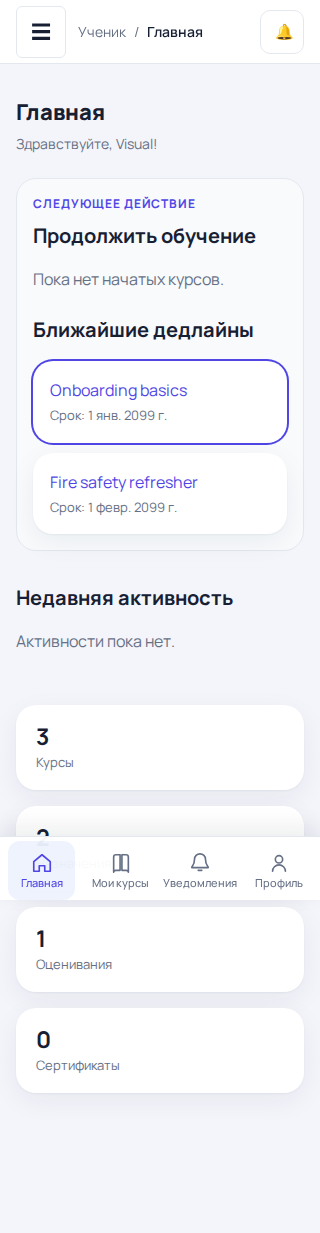 Ученик / Главная
Главная
Здравствуйте, Visual!
СЛЕДУЮЩЕЕ ДЕЙСТВИЕ
Продолжить обучение
Пока нет начатых курсов.
Ближайшие дедлайны
Onboarding basics
Срок: 1 янв. 2099 г.
Fire safety refresher
Срок: 1 февр. 2099 г.
Недавняя активность
Активности пока нет.
3
Курсы
2
Главная Мои курсы Уведомления Профиль
1
Оценивания
0
Сертификаты